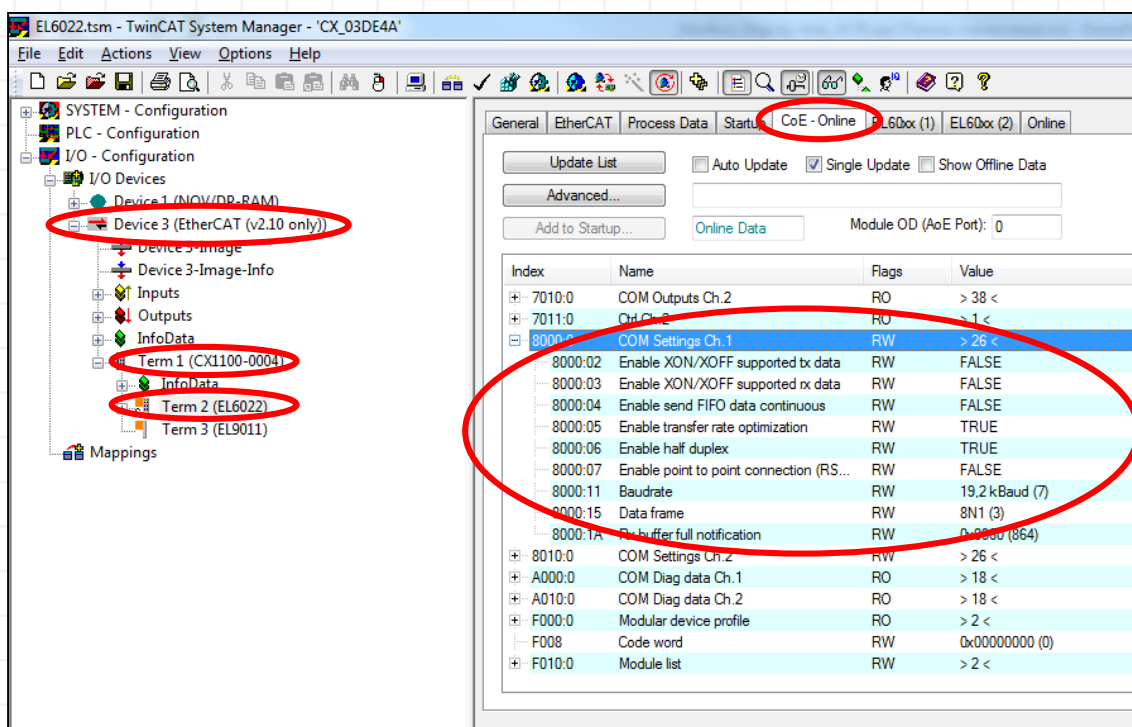 EL6022.tsm - TwinCAT System Manager - 'CX_03DE4A'
File Edit Actions View Options Help
SYSTEM - Configuration
PLC - Configuration
I/O - Configuration
I/O Devices
Device 1 (NOV/DP-RAM)
Device 3 (EtherCAT (v2.10 only))
Device 3-Image
Device 3-Image-Info
Inputs
Outputs
InfoData
Term 1 (CX1100-0004)
InfoData
Term 2 (EL6022)
Term 3 (EL9011)
Mappings
General EtherCAT Process Data Startup CoE - Online EL60xx (1) EL60xx (2) Online
Update List Auto Update Single Update Show Offline Data
Advanced...
Add to Startup... Online Data Module OD (AoE Port): 0
Index Name Flags Value
7010:0 COM Outputs Ch.2 RO > 38 <
7011:0 Ctrl Ch.2 RO > 1 <
8000:0 COM Settings Ch.1 RW > 26 <
8000:02 Enable XON/XOFF supported tx data RW FALSE
8000:03 Enable XON/XOFF supported rx data RW FALSE
8000:04 Enable send FIFO data continuous RW FALSE
8000:05 Enable transfer rate optimization RW TRUE
8000:06 Enable half duplex RW TRUE
8000:07 Enable point to point connection (RS... RW FALSE
8000:11 Baudrate RW 19,2 kBaud (7)
8000:15 Data frame RW 8N1 (3)
8000:1A Rx buffer full notification RW 0x0360 (864)
8010:0 COM Settings Ch.2 RW > 26 <
A000:0 COM Diag data Ch.1 RO > 18 <
A010:0 COM Diag data Ch.2 RO > 18 <
F000:0 Modular device profile RO > 2 <
F008 Code word RW 0x00000000 (0)
F010:0 Module list RW > 2 <